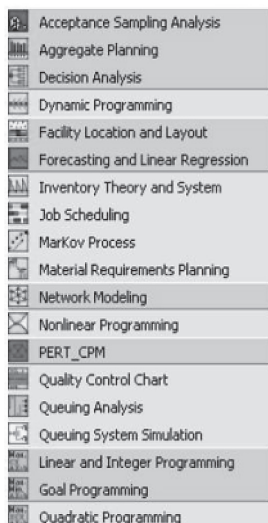 Acceptance Sampling Analysis
Aggregate Planning
Decision Analysis
Dynamic Programming
Facility Location and Layout
Forecasting and Linear Regression
Inventory Theory and System
Job Scheduling
MarKov Process
Material Requirements Planning
Network Modeling
Nonlinear Programming
PERT_CPM
Quality Control Chart
Queuing Analysis
Queuing System Simulation
Linear and Integer Programming
Goal Programming
Quadratic Programming